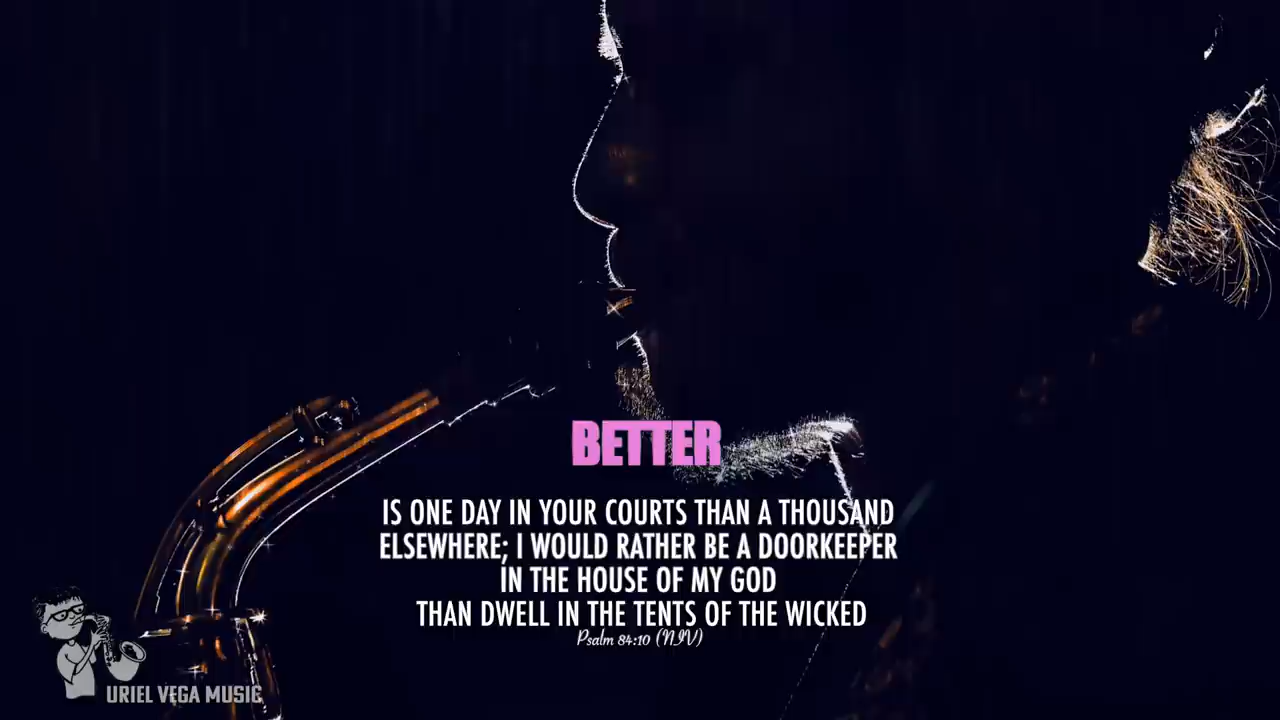 BETTER
IS ONE DAY IN YOUR COURTS THAN A THOUSAND
ELSEWHERE; I WOULD RATHER BE A DOORKEEPER
IN THE HOUSE OF MY GOD
THAN DWELL IN THE TENTS OF THE WICKED
Psalm 84:10 (NIV)
URIEL VEGA MUSIC